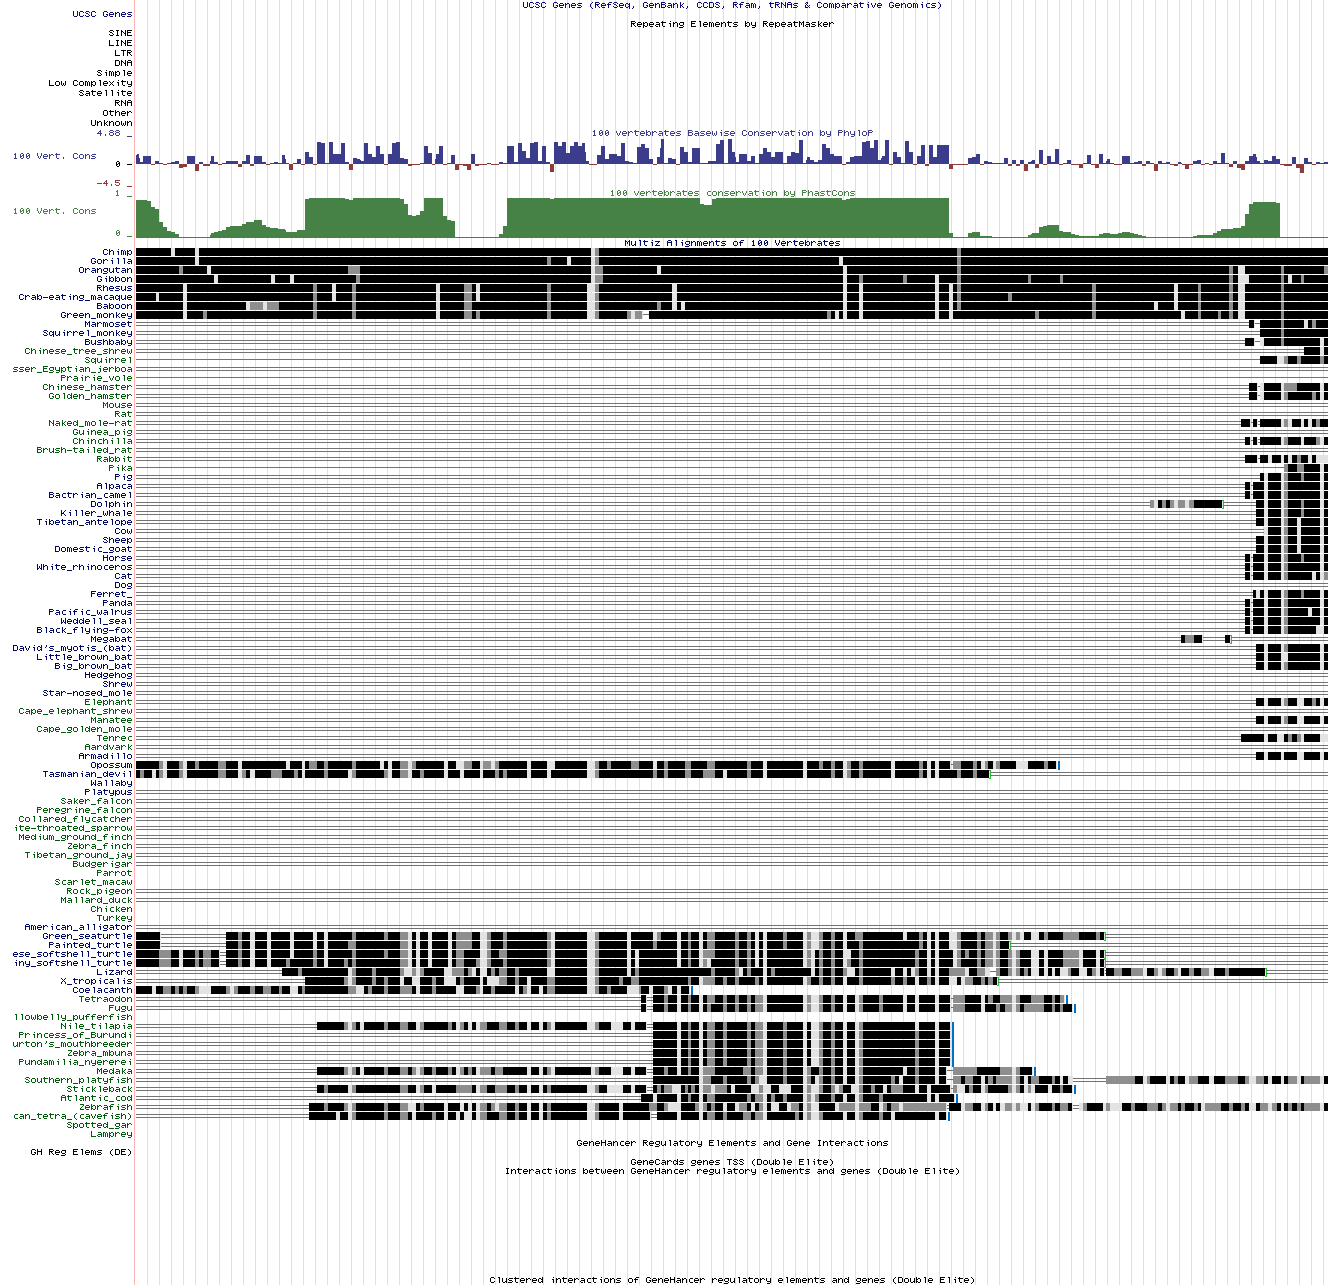 UCSC Genes (RefSeq, GenBank, CCDS, Rfam, tRNAs & Comparative Genomics)
UCSC Genes
Repeating Elements by RepeatMasker
SINE
LINE
LTR
DNA
Simple
Low Complexity
Satellite
RNA
Other
Unknown
100 vertebrates Basewise Conservation by PhyloP
4.88 _
100 Vert. Cons
0 _
-4.5 _
100 vertebrates conservation by PhastCons
1 _
100 Vert. Cons
0 _
Multiz Alignments of 100 Vertebrates
Chimp
Gorilla
Orangutan
Gibbon
Rhesus
Crab-eating_macaque
Baboon
Green_monkey
Marmoset
Squirrel_monkey
Bushbaby
Chinese_tree_shrew
Squirrel
sser_Egyptian_jerboa
Prairie_vole
Chinese_hamster
Golden_hamster
Mouse
Rat
Naked_mole-rat
Guinea_pig
Chinchilla
Brush-tailed_rat
Rabbit
Pika
Pig
Alpaca
Bactrian_camel
Dolphin
Killer_whale
Tibetan_antelope
Cow
Sheep
Domestic_goat
Horse
White_rhinoceros
Cat
Dog
Ferret_
Panda
Pacific_walrus
Weddell_seal
Black_flying-fox
Megabat
David's_myotis_(bat)
Little_brown_bat
Big_brown_bat
Hedgehog
Shrew
Star-nosed_mole
Elephant
Cape_elephant_shrew
Manatee
Cape_golden_mole
Tenrec
Aardvark
Armadillo
Opossum
Tasmanian_devil
Wallaby
Platypus
Saker_falcon
Peregrine_falcon
Collared_flycatcher
ite-throated_sparrow
Medium_ground_finch
Zebra_finch
Tibetan_ground_jay
Budgerigar
Parrot
Scarlet_macaw
Rock_pigeon
Mallard_duck
Chicken
Turkey
American_alligator
Green_seaturtle
Painted_turtle
ese_softshell_turtle
iny_softshell_turtle
Lizard
X_tropicalis
Coelacanth
Tetraodon
Fugu
llowbelly_pufferfish
Nile_tilapia
Princess_of_Burundi
urton's_mouthbreeder
Zebra_mbuna
Pundamilia_nyererei
Medaka
Southern_platyfish
Stickleback
Atlantic_cod
Zebrafish
can_tetra_(cavefish)
Spotted_gar
Lamprey
GeneHancer Regulatory Elements and Gene Interactions
GH Reg Elems (DE)
GeneCards genes TSS (Double Elite)
Interactions between GeneHancer regulatory elements and genes (Double Elite)
Clustered interactions of GeneHancer regulatory elements and genes (Double Elite)